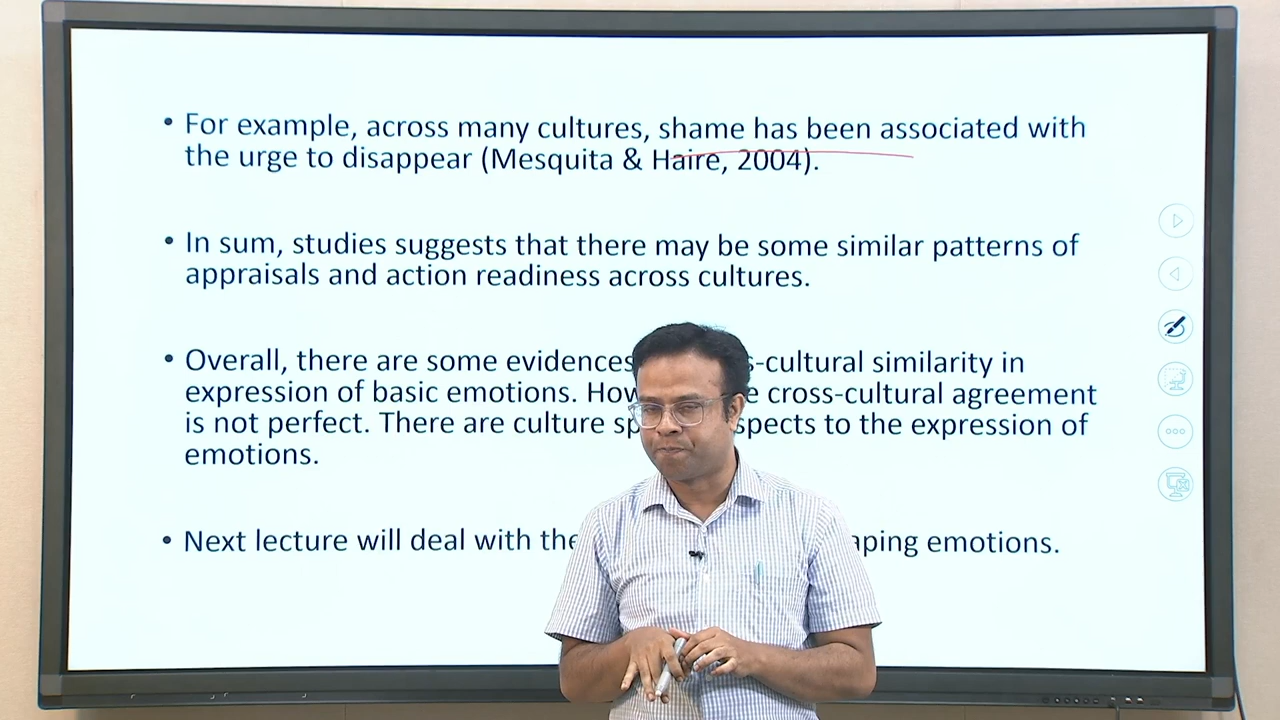 • For example, across many cultures, shame has been associated with
the urge to disappear (Mesquita & Haire, 2004).
• In sum, studies suggests that there may be some similar patterns of
appraisals and action readiness across cultures.
• Overall, there are some evidences s-cultural similarity in
expression of basic emotions. How e cross-cultural agreement
is not perfect. There are culture sp spects to the expression of
emotions.
• Next lecture will deal with the aping emotions.